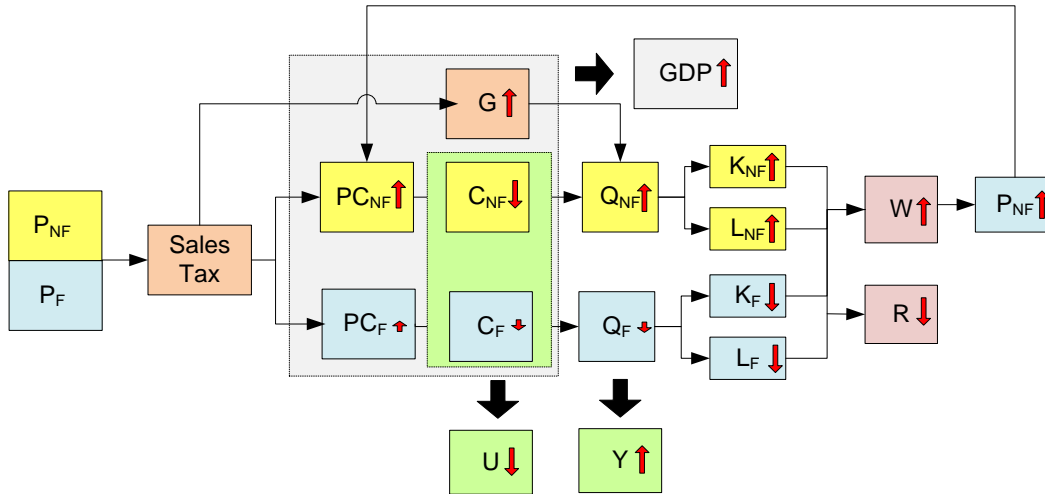 GDP
G
PC_NF
C_NF
Q_NF
K_NF
L_NF
W
P_NF
P_NF
P_F
Sales
Tax
PC_F
C_F
Q_F
K_F
L_F
R
U
Y